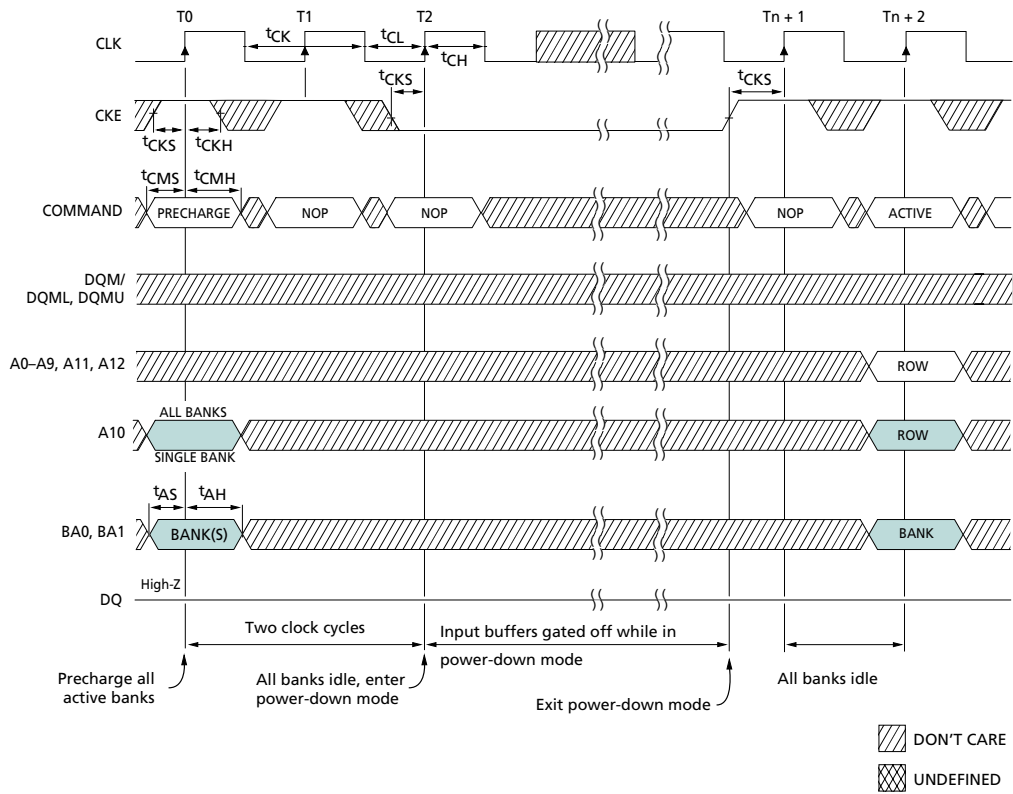 T0 T1 T2 Tn + 1 Tn + 2
CLK
tCK tCL tCH
tCKS tCKS
CKE
tCKS tCKH
tCMS tCMH
COMMAND PRECHARGE NOP NOP NOP ACTIVE
DQM/
DQML, DQMU
A0–A9, A11, A12 ROW
ALL BANKS
A10 ROW
SINGLE BANK
tAS tAH
BA0, BA1 BANK(S) BANK
High-Z
DQ
Two clock cycles
Input buffers gated off while in
power-down mode
Precharge all
active banks
All banks idle, enter
power-down mode
Exit power-down mode
All banks idle
DON'T CARE
UNDEFINED